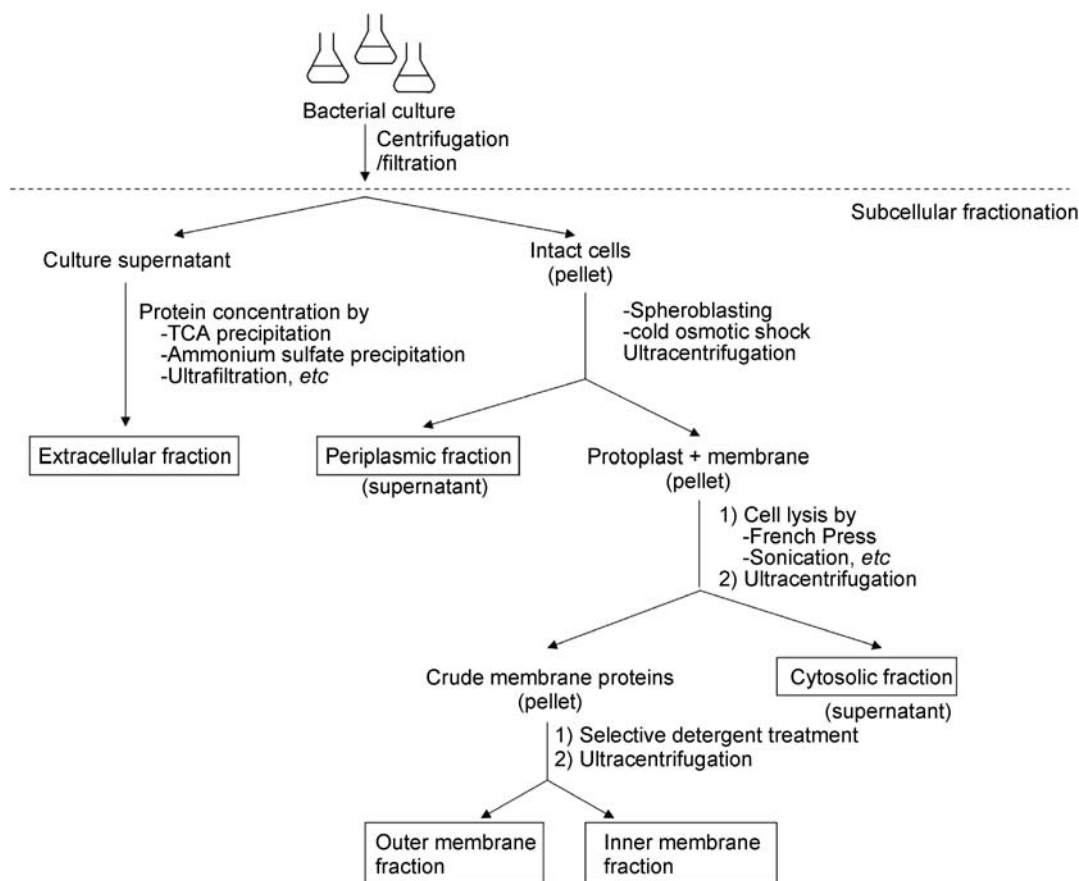 Bacterial culture
Centrifugation
/filtration
Subcellular fractionation
Culture supernatant
Intact cells
(pellet)
Protein concentration by
-TCA precipitation
-Ammonium sulfate precipitation
-Ultrafiltration, etc
-Spheroblasting
-cold osmotic shock
Ultracentrifugation
Extracellular fraction
Periplasmic fraction
(supernatant)
Protoplast + membrane
(pellet)
1) Cell lysis by
-French Press
-Sonication, etc
2) Ultracentrifugation
Crude membrane proteins
(pellet)
Cytosolic fraction
(supernatant)
1) Selective detergent treatment
2) Ultracentrifugation
Outer membrane
fraction
Inner membrane
fraction